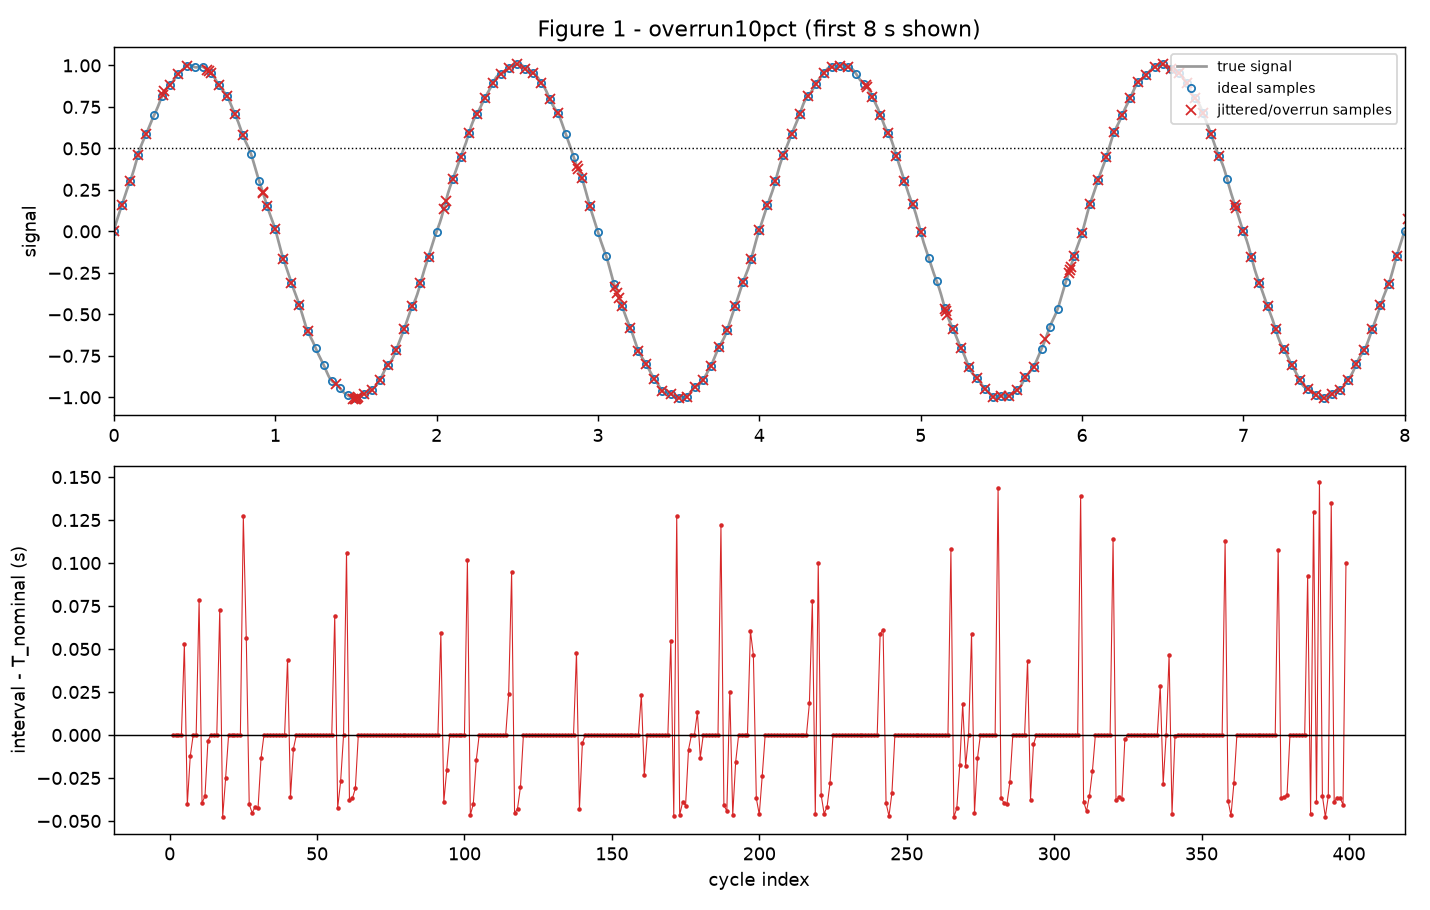 Figure 1 - overrun10pct (first 8 s shown)
1.00
0.75
0.50
0.25
0.00
−0.25
−0.50
−0.75
−1.00
signal
true signal
ideal samples
jittered/overrun samples
0 1 2 3 4 5 6 7 8
0.150
0.125
0.100
0.075
0.050
0.025
0.000
−0.025
−0.050
interval - T_nominal (s)
0 50 100 150 200 250 300 350 400
cycle index